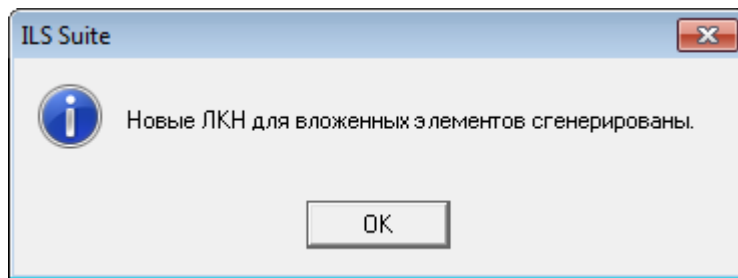 ILS Suite
Новые ЛКН для вложенных элементов сгенерированы.
OK